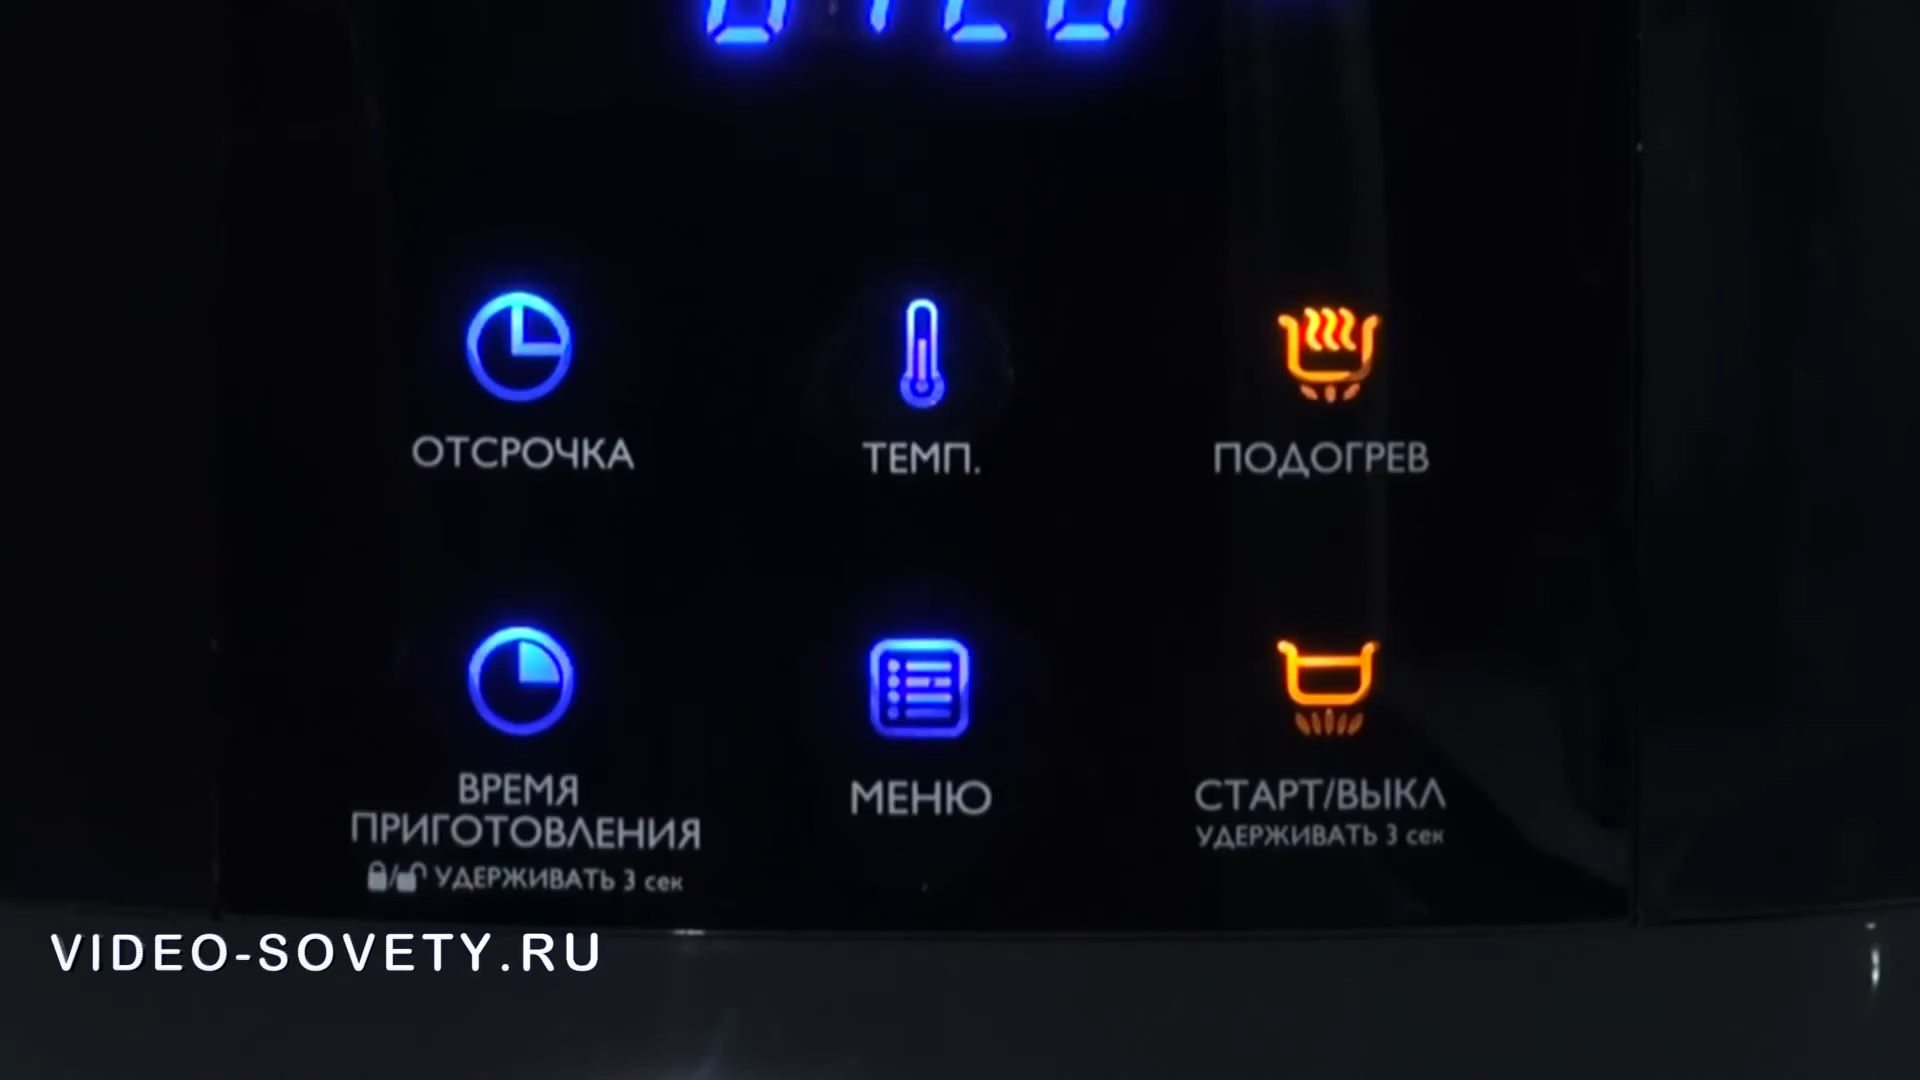 ОТСРОЧКА
ТЕМП.
ПОДОГРЕВ
ВРЕМЯ
ПРИГОТОВЛЕНИЯ
УДЕРЖИВАТЬ 3 сек
МЕНЮ
СТАРТ/ВЫКЛ
УДЕРЖИВАТЬ 3 сек
VIDEO-SOVETY.RU